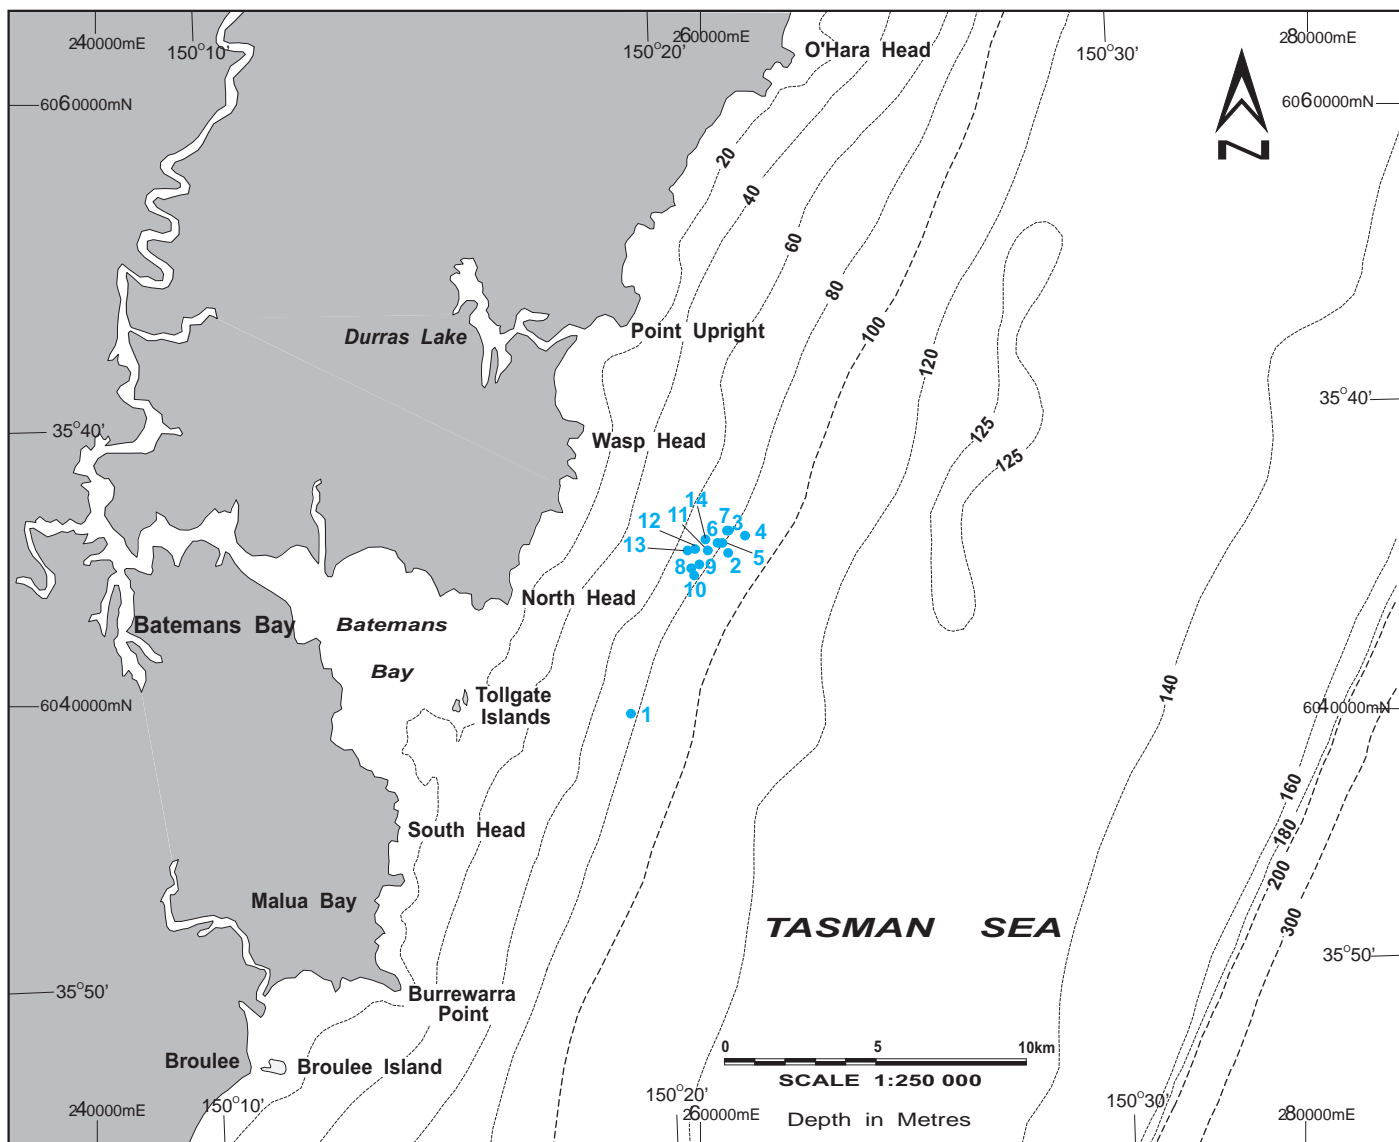 240000mE
150°10'
150°20'
260000mE
O'Hara Head
150°30'
280000mE
6060000mN
6060000mN
N
20
40
60
80
100
120
Durras Lake
Point Upright
35°40'
35°40'
Wasp Head
125
125
14
11
12
13
6
7
3
4
5
2
8
9
10
North Head
Batemans Bay
Batemans
Bay
Tollgate
Islands
1
6040000mN
6040000mN
140
160
180
200
300
South Head
Malua Bay
TASMAN SEA
35°50'
35°50'
Burrewarra
Point
Broulee
Broulee Island
0
5
10km
SCALE 1:250 000
Depth in Metres
240000mE
150°10'
150°20'
260000mE
150°30'
280000mE